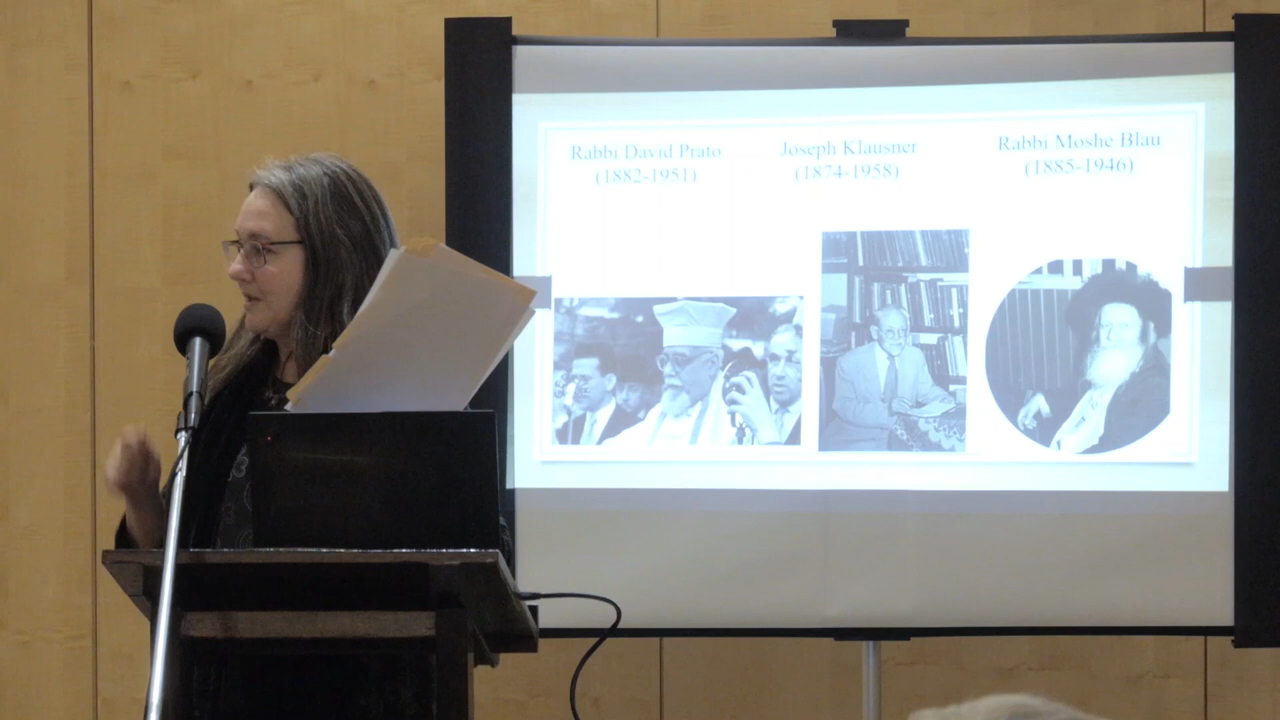 Rabbi David Prato
(1882-1951)
Joseph Klausner
(1874-1958)
Rabbi Moshe Blau
(1885-1946)